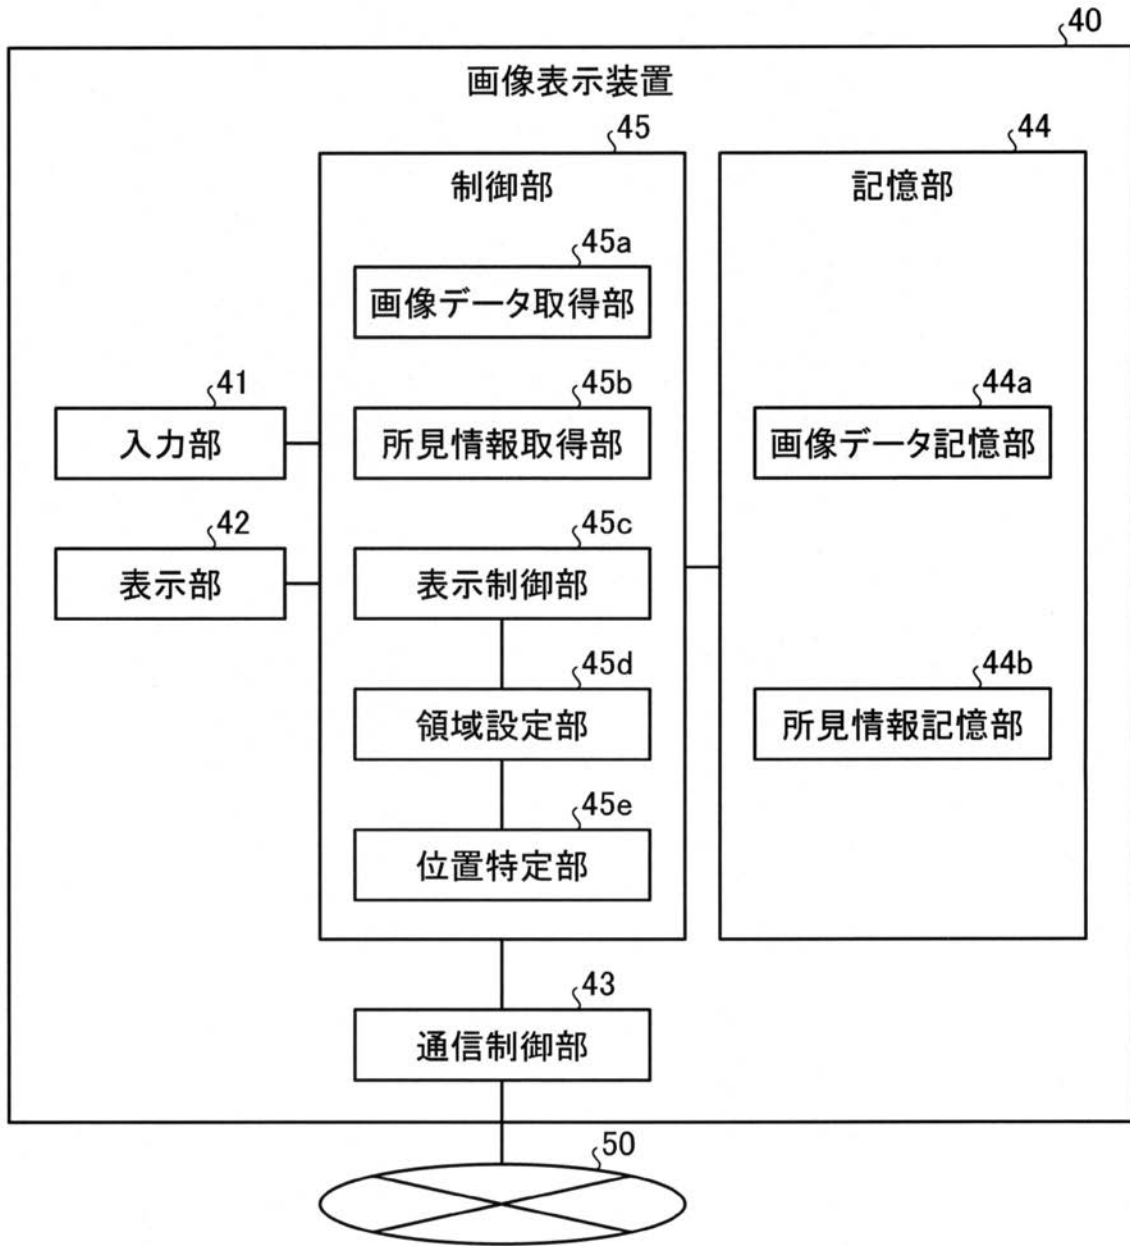 40
画像表示装置
45
制御部
45a
画像データ取得部
45b
所見情報取得部
45c
表示制御部
45d
領域設定部
45e
位置特定部
41
入力部
42
表示部
44
記憶部
44a
画像データ記憶部
44b
所見情報記憶部
43
通信制御部
50